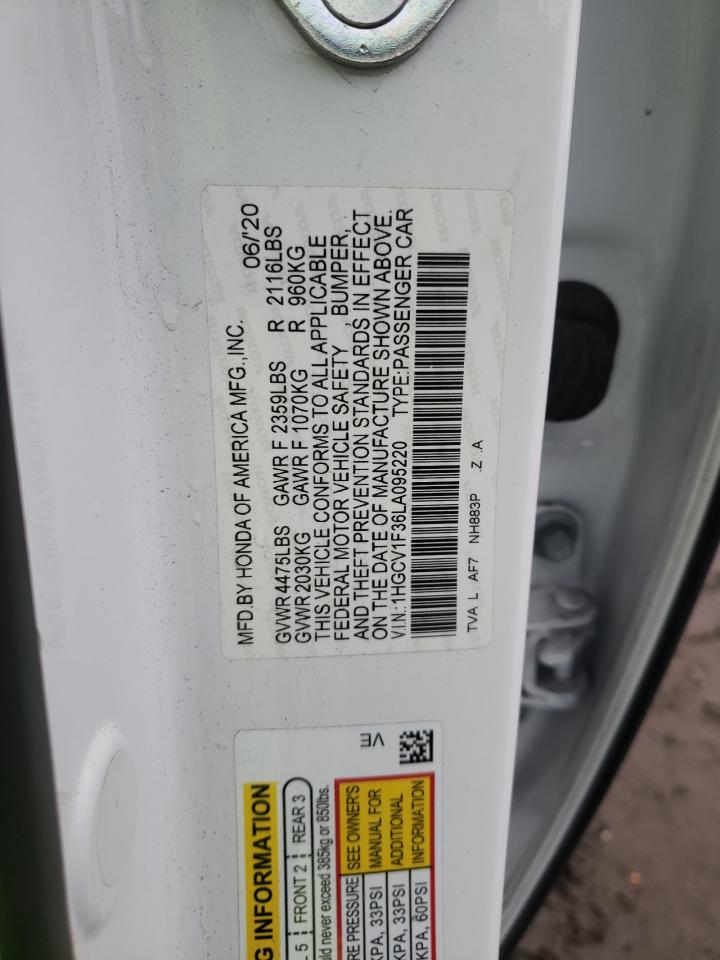 MFD.BY HONDA OF AMERICA MFG.,INC. 06/'20
GVWR 4475LBS GAWR F 2359LBS R 2116LBS
GVWR 2030KG GAWR F 1070KG R 960KG
THIS VEHICLE CONFORMS TO ALL APPLICABLE
FEDERAL MOTOR VEHICLE SAFETY, BUMPER,
AND THEFT PREVENTION STANDARDS IN EFFECT
ON THE DATE OF MANUFACTURE SHOWN ABOVE.
V.I.N.:1HGCV1F36LA095220 TYPE:PASSENGER CAR
TVA L AF7 NH883P .Z .A
VE
G INFORMATION
L 5 FRONT 2 REAR 3
uld never exceed 385kg or 850lbs.
RE PRESSURE SEE OWNER'S
KPA, 33PSI MANUAL FOR
KPA, 33PSI ADDITIONAL
KPA, 60PSI INFORMATION